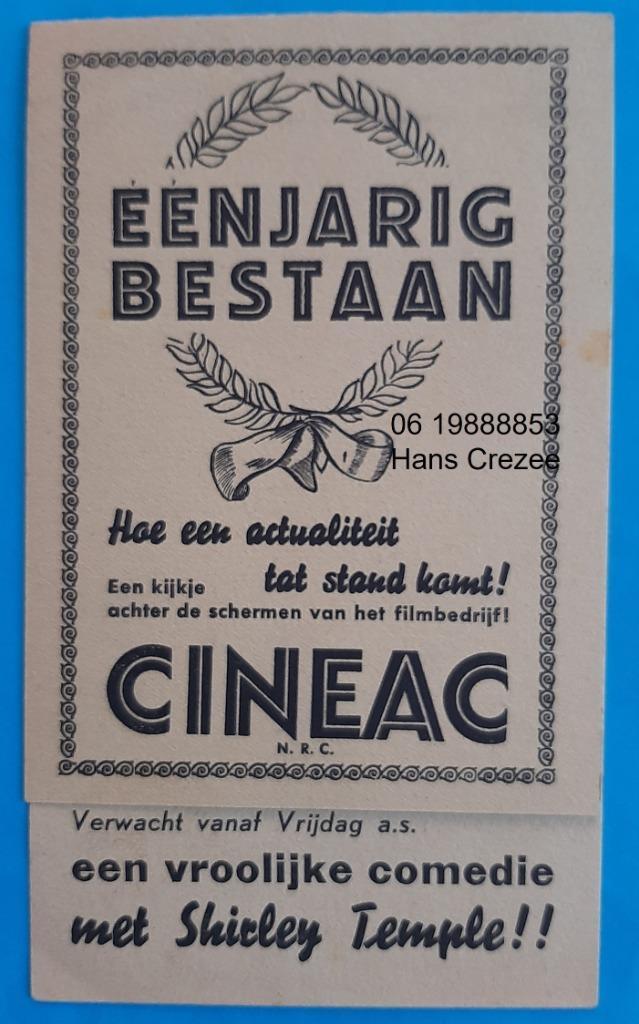 ÉÉNJARIG
BESTAAN
06 19888853
Hans Crezee
Hoe een actualiteit
Een kijkje tot stand komt!
achter de schermen van het filmbedrijf!
CINEAC
N. R. C.
Verwacht vanaf Vrijdag a.s.
een vroolijke comedie
met Shirley Temple!!